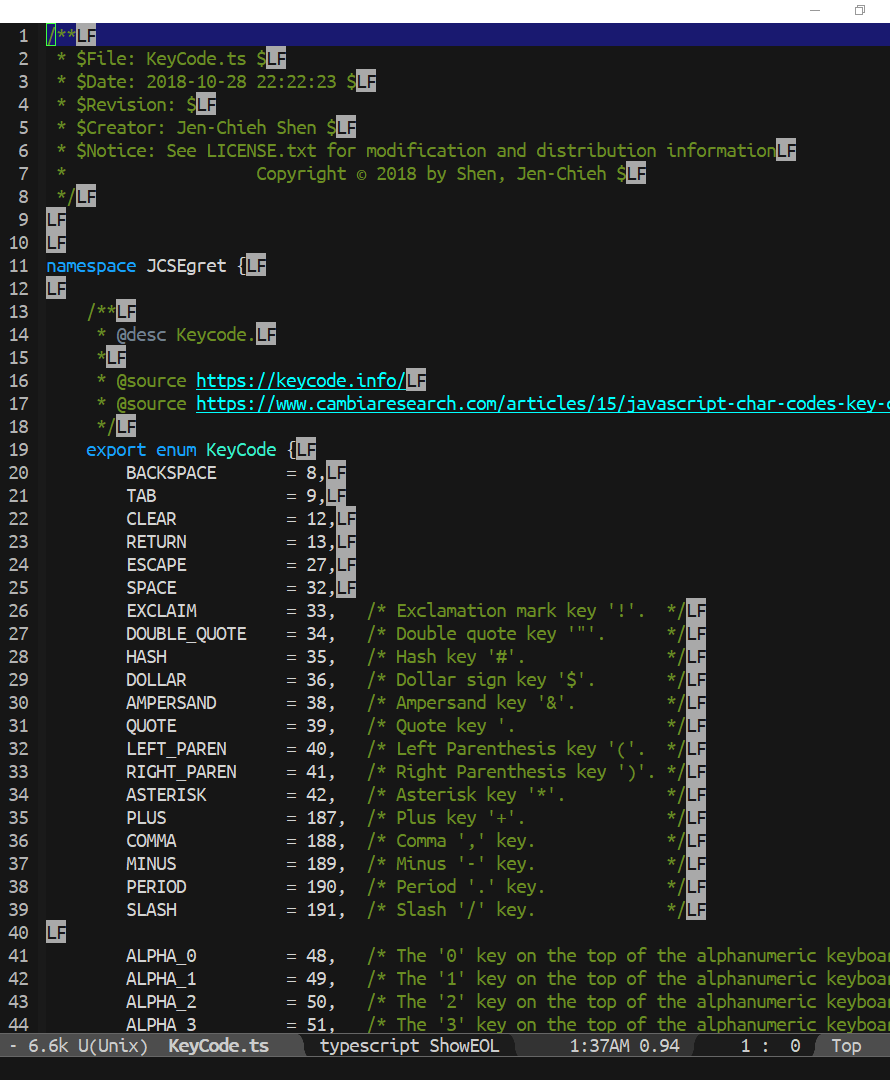 1 /**LF
2  * $File: KeyCode.ts $LF
3  * $Date: 2018-10-28 22:22:23 $LF
4  * $Revision: $LF
5  * $Creator: Jen-Chieh Shen $LF
6  * $Notice: See LICENSE.txt for modification and distribution informationLF
7  *                   Copyright © 2018 by Shen, Jen-Chieh $LF
8  */LF
9 LF
10 LF
11 namespace JCSEgret {LF
12 LF
13     /**LF
14      * @desc Keycode.LF
15      *LF
16      * @source https://keycode.info/LF
17      * @source https://www.cambiaresearch.com/articles/15/javascript-char-codes-key-c
18      */LF
19     export enum KeyCode {LF
20         BACKSPACE       = 8,LF
21         TAB             = 9,LF
22         CLEAR           = 12,LF
23         RETURN          = 13,LF
24         ESCAPE          = 27,LF
25         SPACE           = 32,LF
26         EXCLAIM         = 33,   /* Exclamation mark key '!'.  */LF
27         DOUBLE_QUOTE    = 34,   /* Double quote key '"'.      */LF
28         HASH            = 35,   /* Hash key '#'.              */LF
29         DOLLAR          = 36,   /* Dollar sign key '$'.       */LF
30         AMPERSAND       = 38,   /* Ampersand key '&'.         */LF
31         QUOTE           = 39,   /* Quote key '.               */LF
32         LEFT_PAREN      = 40,   /* Left Parenthesis key '('.  */LF
33         RIGHT_PAREN     = 41,   /* Right Parenthesis key ')'. */LF
34         ASTERISK        = 42,   /* Asterisk key '*'.          */LF
35         PLUS            = 187,  /* Plus key '+'.              */LF
36         COMMA           = 188,  /* Comma ',' key.             */LF
37         MINUS           = 189,  /* Minus '-' key.             */LF
38         PERIOD          = 190,  /* Period '.' key.            */LF
39         SLASH           = 191,  /* Slash '/' key.             */LF
40 LF
41         ALPHA_0         = 48,   /* The '0' key on the top of the alphanumeric keyboar
42         ALPHA_1         = 49,   /* The '1' key on the top of the alphanumeric keyboar
43         ALPHA_2         = 50,   /* The '2' key on the top of the alphanumeric keyboar
44         ALPHA_3         = 51,   /* The '3' key on the top of the alphanumeric keyboar
- 6.6k U(Unix)  KeyCode.ts     typescript ShowEOL       1:37AM 0.94      1 :  0   Top